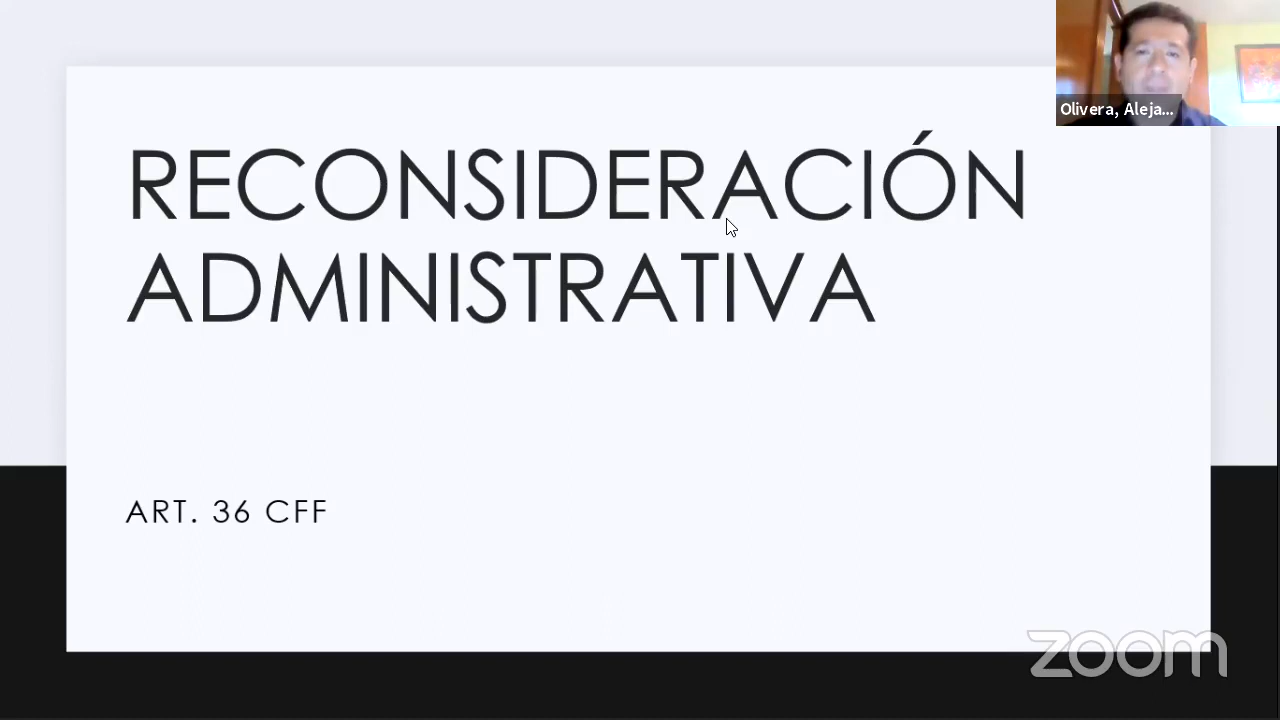 Olivera, Aleja...
RECONSIDERACIÓN
ADMINISTRATIVA
ART. 36 CFF
zoom